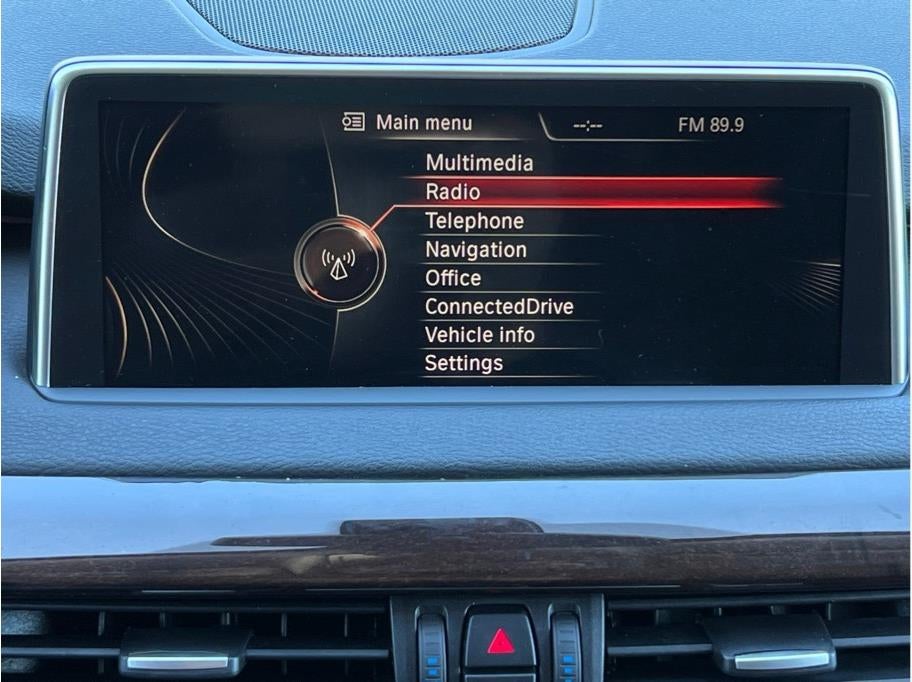 Main menu --:-- FM 89.9
Multimedia
Radio
Telephone
Navigation
Office
ConnectedDrive
Vehicle info
Settings